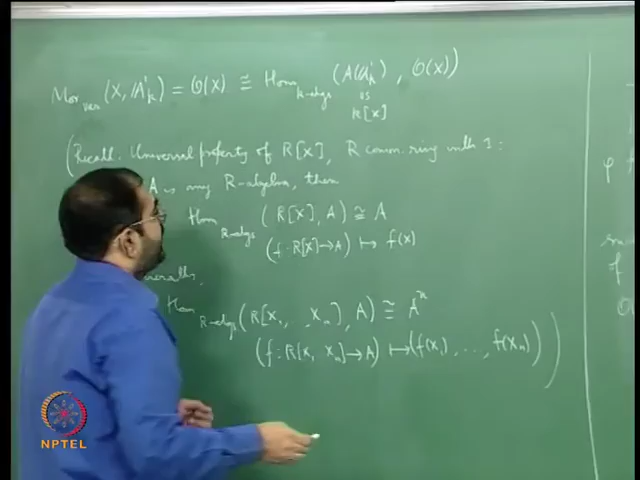 Mor_var (X, 𝔸¹_k) = O(X) ≅ Hom_k-algs (A(𝔸¹_k), O(X))
k[X]
(Recall. Universal property of R[X], R comm. ring with 1:
A is any R-algebra, then
Hom_R-algs (R[X], A) ≅ A
(f: R[X] → A) ↦ f(X)
Hom_R-algs (R[X₁, , Xₙ], A) ≅ Aⁿ
(f: R[X₁ Xₙ] → A) ↦ (f(X₁), ..., f(Xₙ)))
φ
f
NPTEL